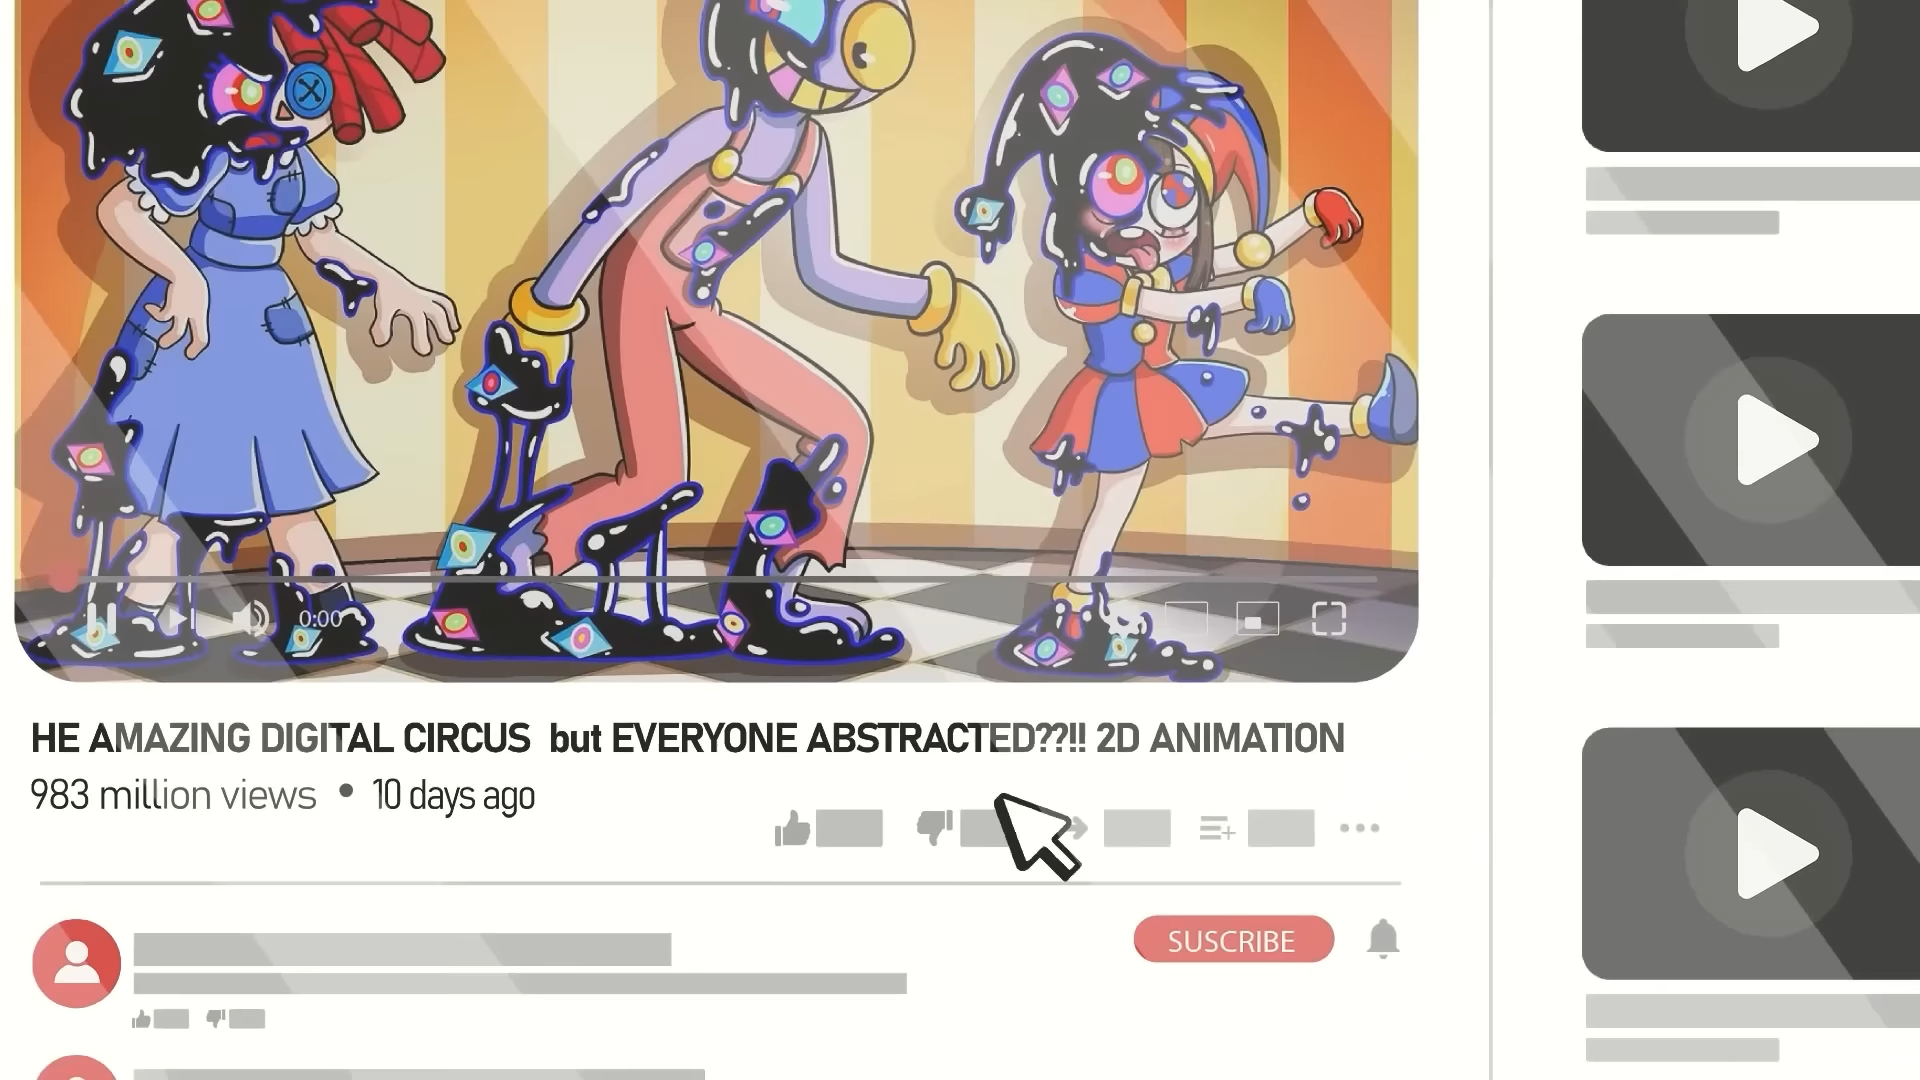 0:00
HE AMAZING DIGITAL CIRCUS but EVERYONE ABSTRACTED??!! 2D ANIMATION
983 million views • 10 days ago
SUSCRIBE